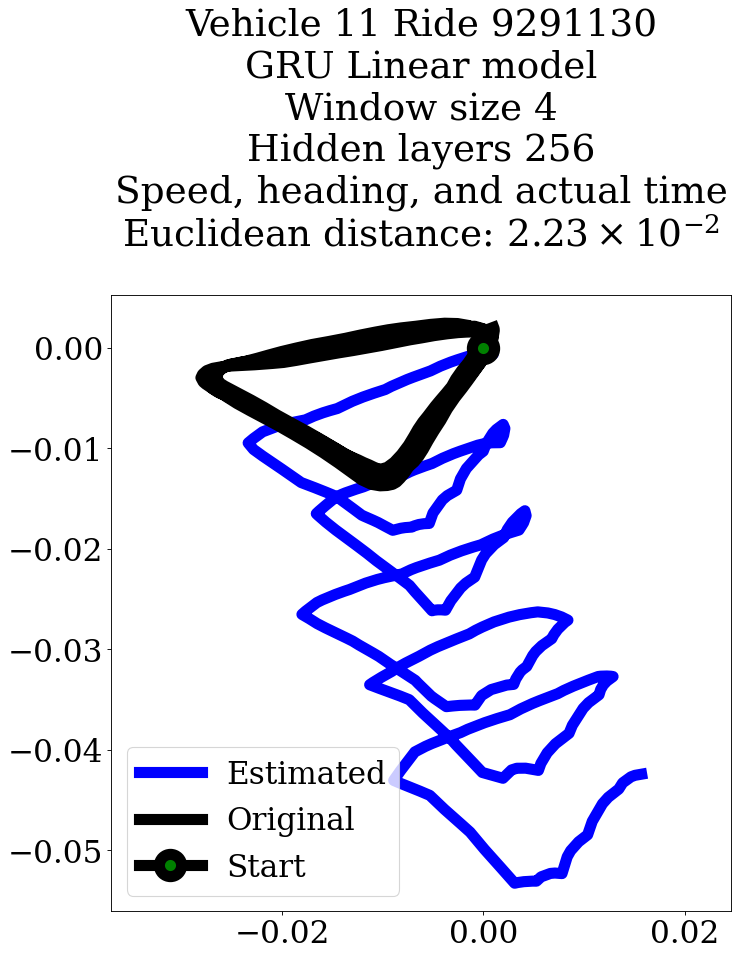 Vehicle 11 Ride 9291130
GRU Linear model
Window size 4
Hidden layers 256
Speed, heading, and actual time
Euclidean distance: 2.23 × 10⁻²
0.00
−0.01
−0.02
−0.03
−0.04
−0.05
Estimated
Original
Start
−0.02 0.00 0.02